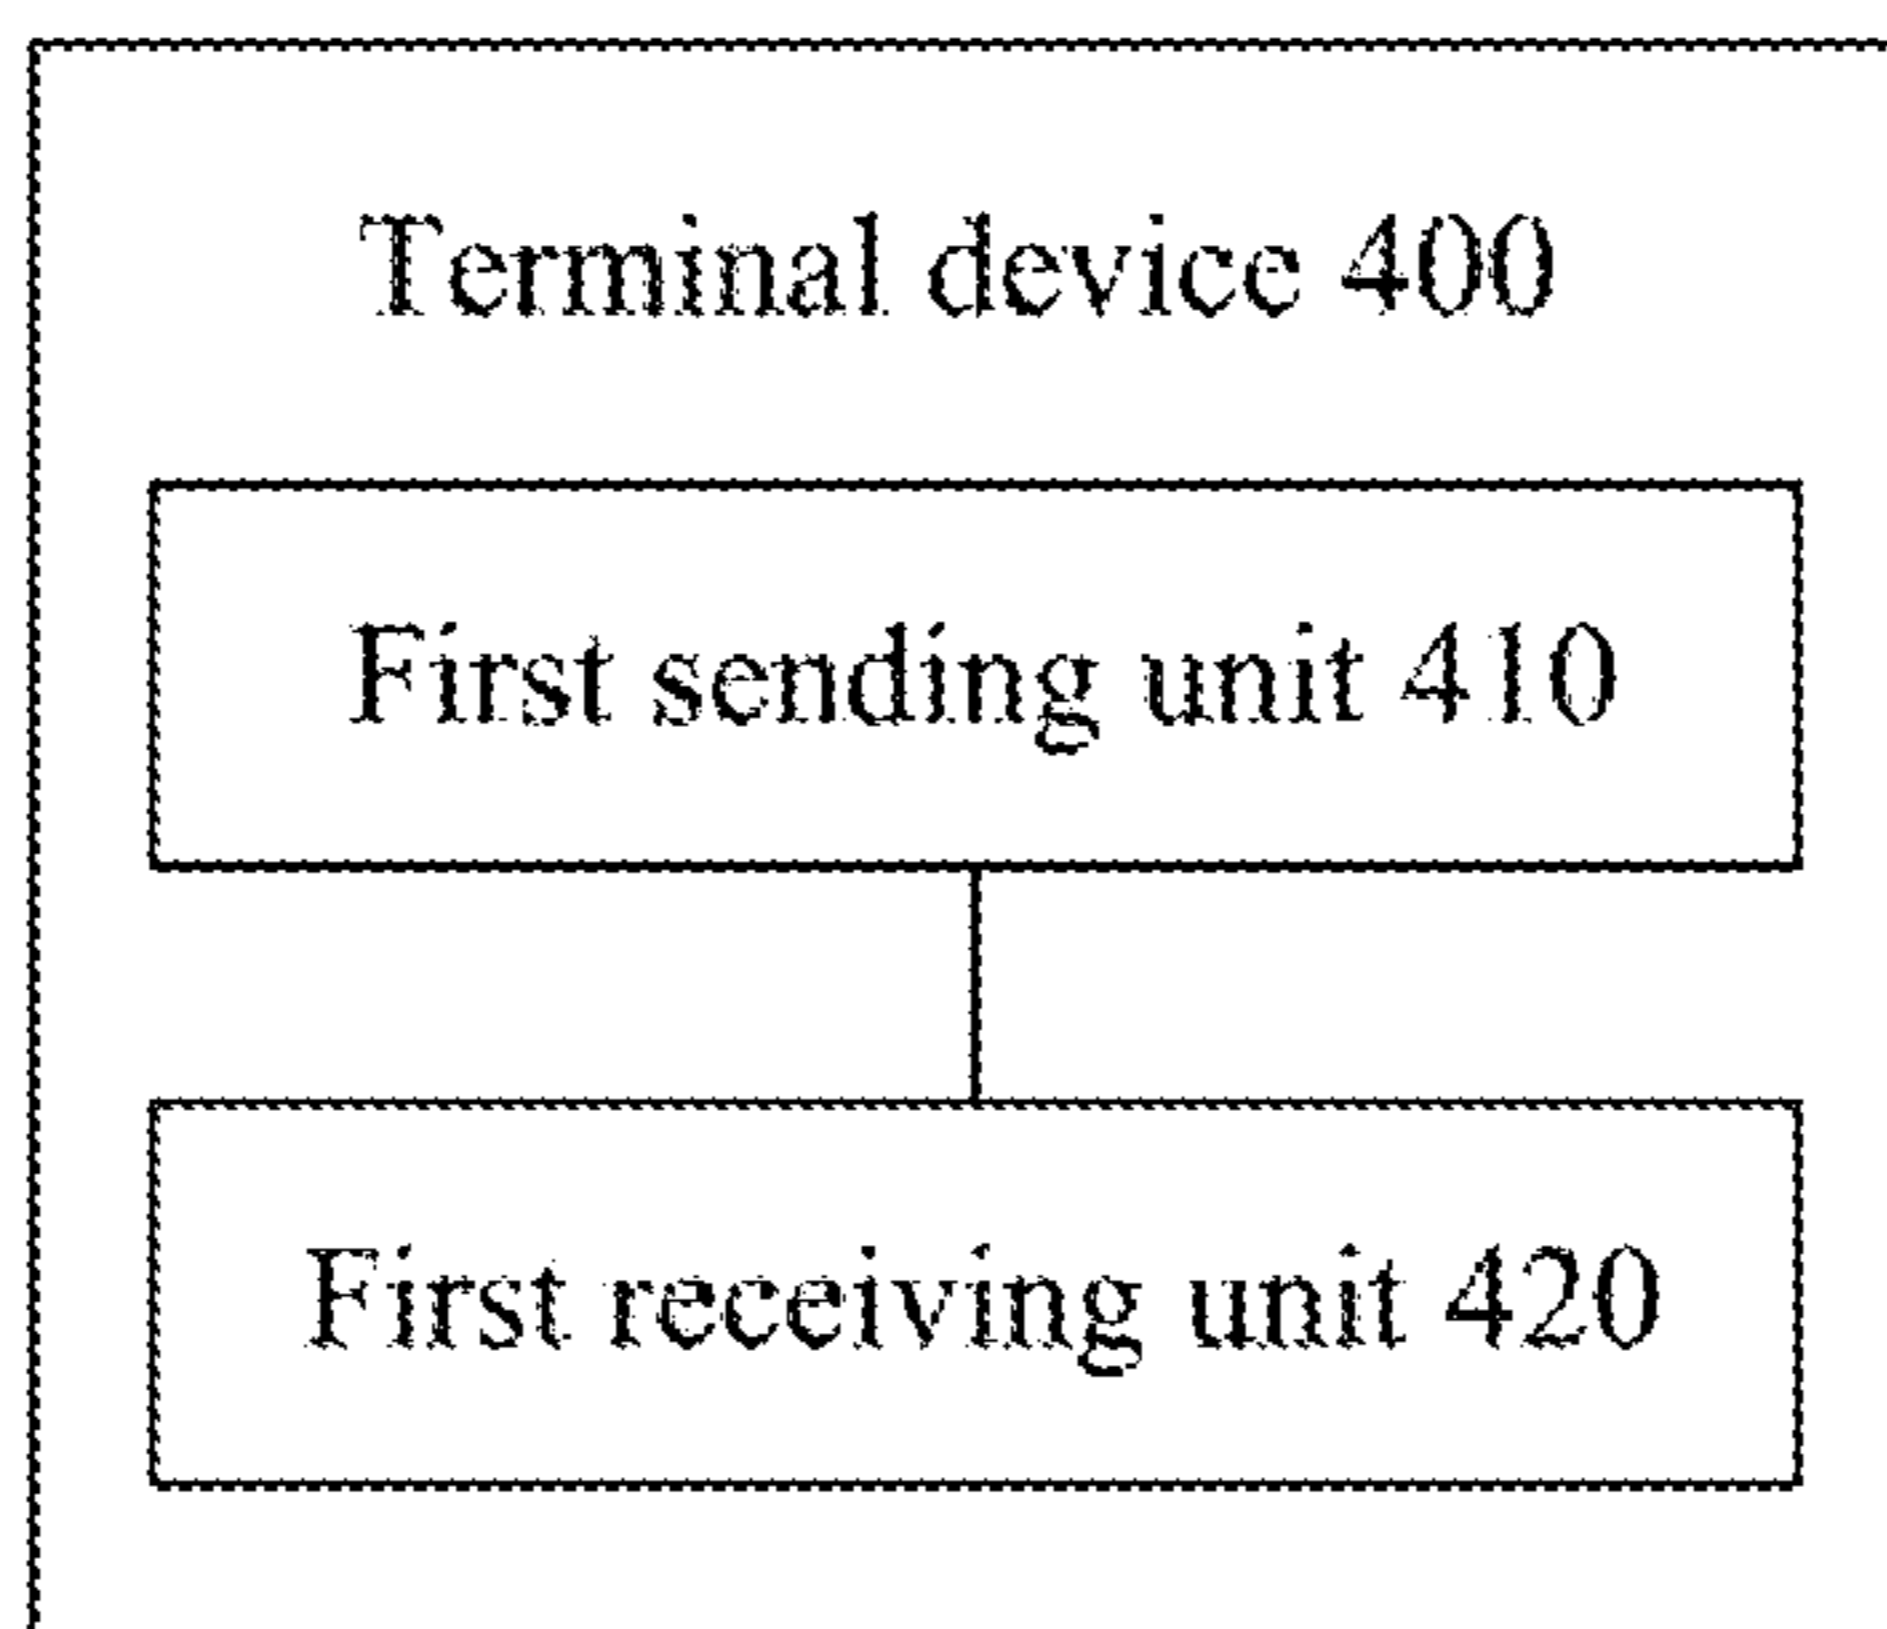 Terminal device 400
First sending unit 410
First receiving unit 420